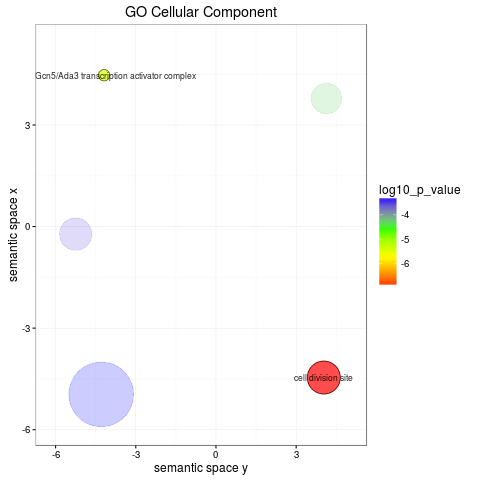 GO Cellular Component
Gcn5/Ada3 transcription activator complex
cell division site
semantic space x
3
0
-3
-6
-6
-3
0
3
semantic space y
log10_p_value
-4
-5
-6